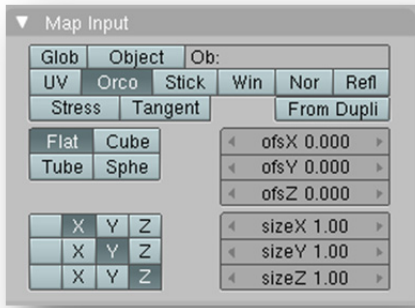 Map Input
Glob Object Ob:
UV Orco Stick Win Nor Refl
Stress Tangent From Dupli
Flat Cube ofsX 0.000
Tube Sphe ofsY 0.000
ofsZ 0.000
X Y Z sizeX 1.00
X Y Z sizeY 1.00
X Y Z sizeZ 1.00